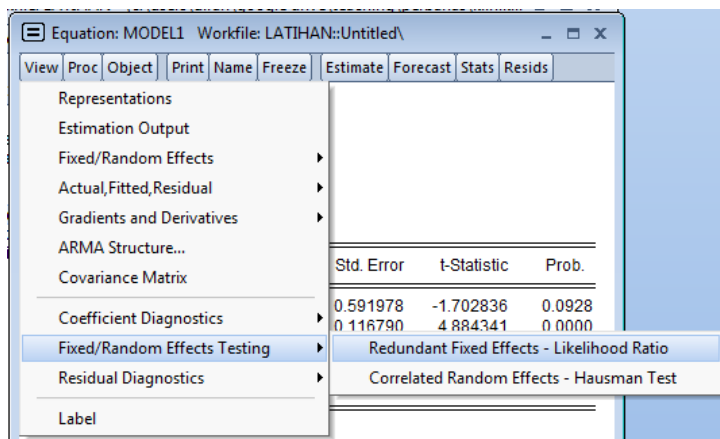 Equation: MODEL1 Workfile: LATIHAN::Untitled\
View Proc Object Print Name Freeze Estimate Forecast Stats Resids
Representations
Estimation Output
Fixed/Random Effects
Actual,Fitted,Residual
Gradients and Derivatives
ARMA Structure...
Covariance Matrix
Std. Error t-Statistic Prob.
0.591978 -1.702836 0.0928
0.116790 4.884341 0.0000
Coefficient Diagnostics
Fixed/Random Effects Testing
Redundant Fixed Effects - Likelihood Ratio
Correlated Random Effects - Hausman Test
Residual Diagnostics
Label